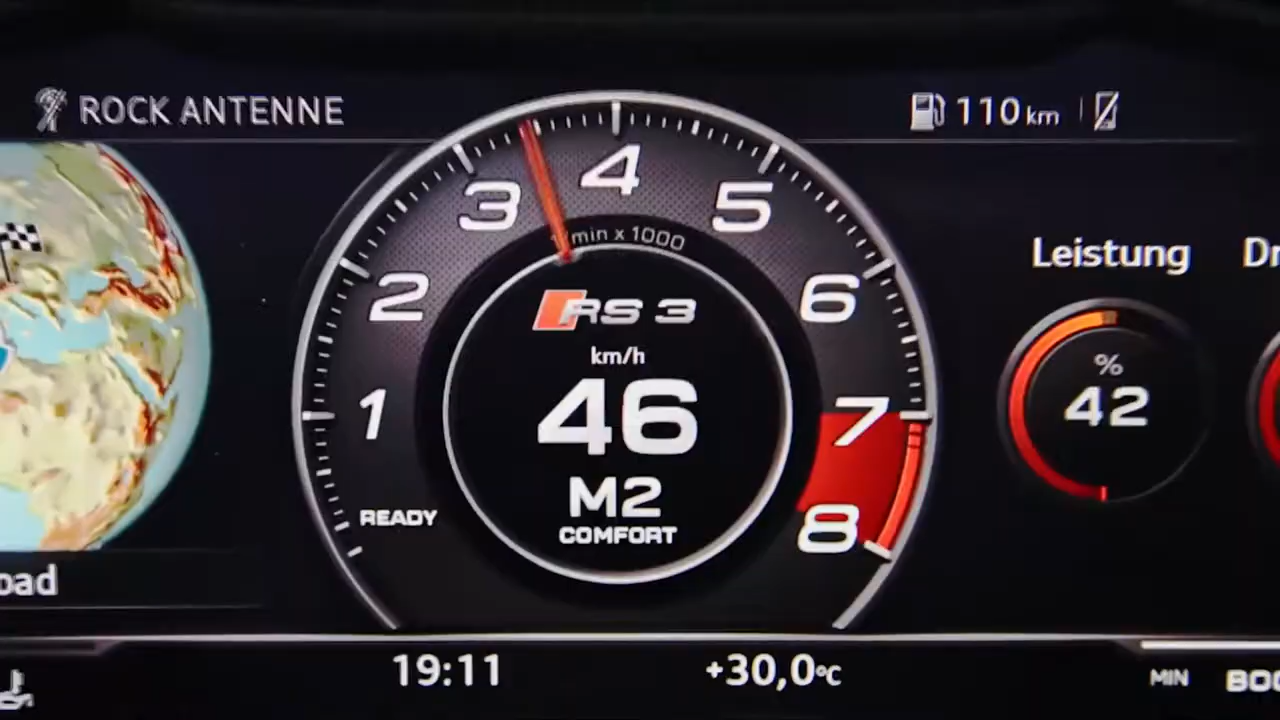 ROCK ANTENNE
110 km
1
2
3
4
5
6
7
8
min x 1000
READY
RS 3
km/h
46
M2
COMFORT
Leistung
%
42
19:11
+30,0°C
MIN